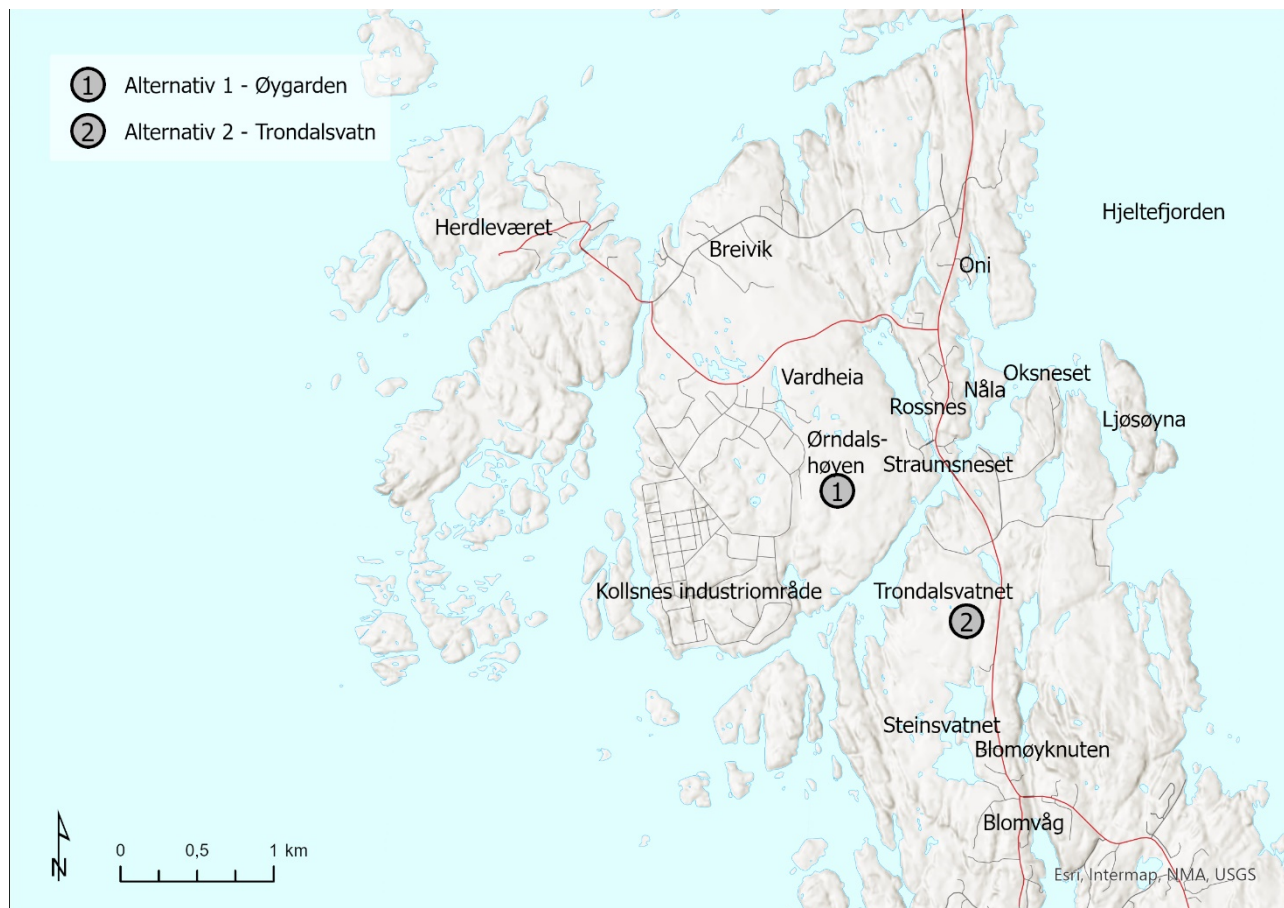 1 Alternativ 1 - Øygarden
2 Alternativ 2 - Trondalsvatn
Hjeltefjorden
Herdleværet
Breivik
Oni
Oksneset
Vardheia
Nåla
Rossnes
Ljøsøyna
Ørndals-
høyen
Straumsneset
1
Kollsnes industriområde
Trondalsvatnet
2
Steinsvatnet
Blomøyknuten
Blomvåg
N
0 0,5 1 km
Esri, Intermap, NMA, USGS